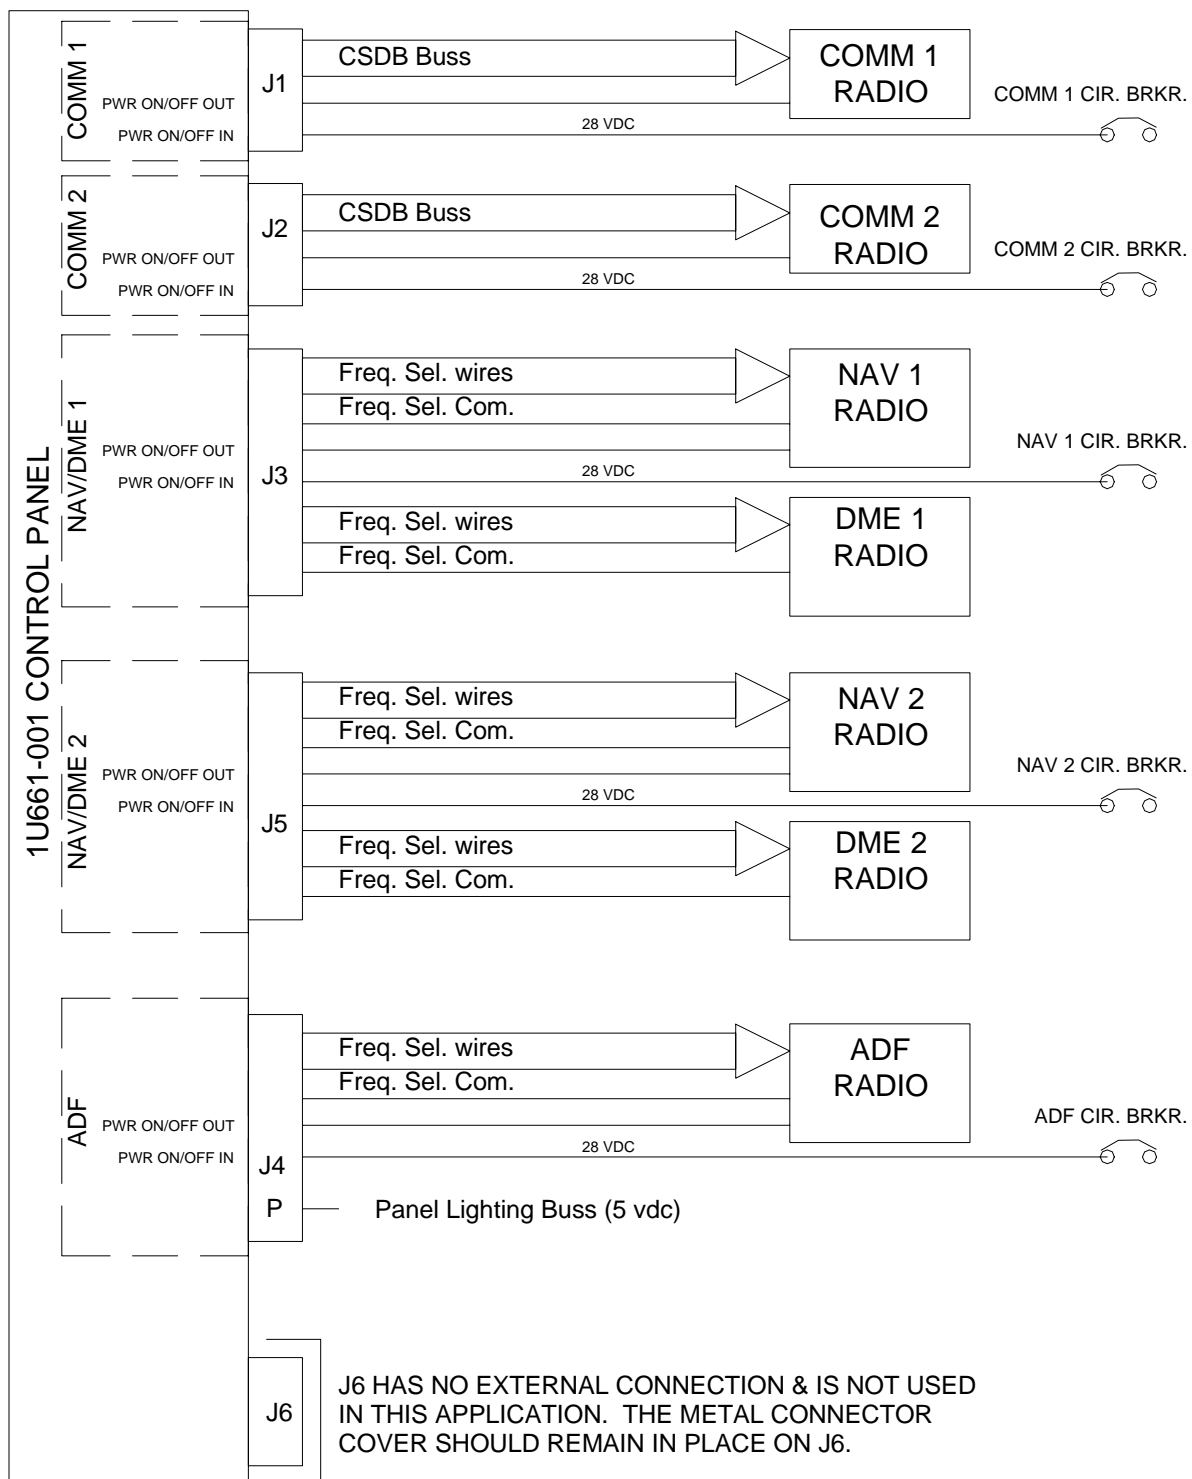 1U661-001 CONTROL PANEL
COMM 1
PWR ON/OFF OUT
PWR ON/OFF IN
J1
CSDB Buss
28 VDC
COMM 1
RADIO
COMM 1 CIR. BRKR.
COMM 2
PWR ON/OFF OUT
PWR ON/OFF IN
J2
CSDB Buss
28 VDC
COMM 2
RADIO
COMM 2 CIR. BRKR.
NAV/DME 1
PWR ON/OFF OUT
PWR ON/OFF IN
J3
Freq. Sel. wires
Freq. Sel. Com.
28 VDC
NAV 1
RADIO
NAV 1 CIR. BRKR.
Freq. Sel. wires
Freq. Sel. Com.
DME 1
RADIO
NAV/DME 2
PWR ON/OFF OUT
PWR ON/OFF IN
J5
Freq. Sel. wires
Freq. Sel. Com.
28 VDC
NAV 2
RADIO
NAV 2 CIR. BRKR.
Freq. Sel. wires
Freq. Sel. Com.
DME 2
RADIO
ADF
PWR ON/OFF OUT
PWR ON/OFF IN
J4
P
Freq. Sel. wires
Freq. Sel. Com.
28 VDC
ADF
RADIO
ADF CIR. BRKR.
Panel Lighting Buss (5 vdc)
J6
J6 HAS NO EXTERNAL CONNECTION & IS NOT USED
IN THIS APPLICATION. THE METAL CONNECTOR
COVER SHOULD REMAIN IN PLACE ON J6.